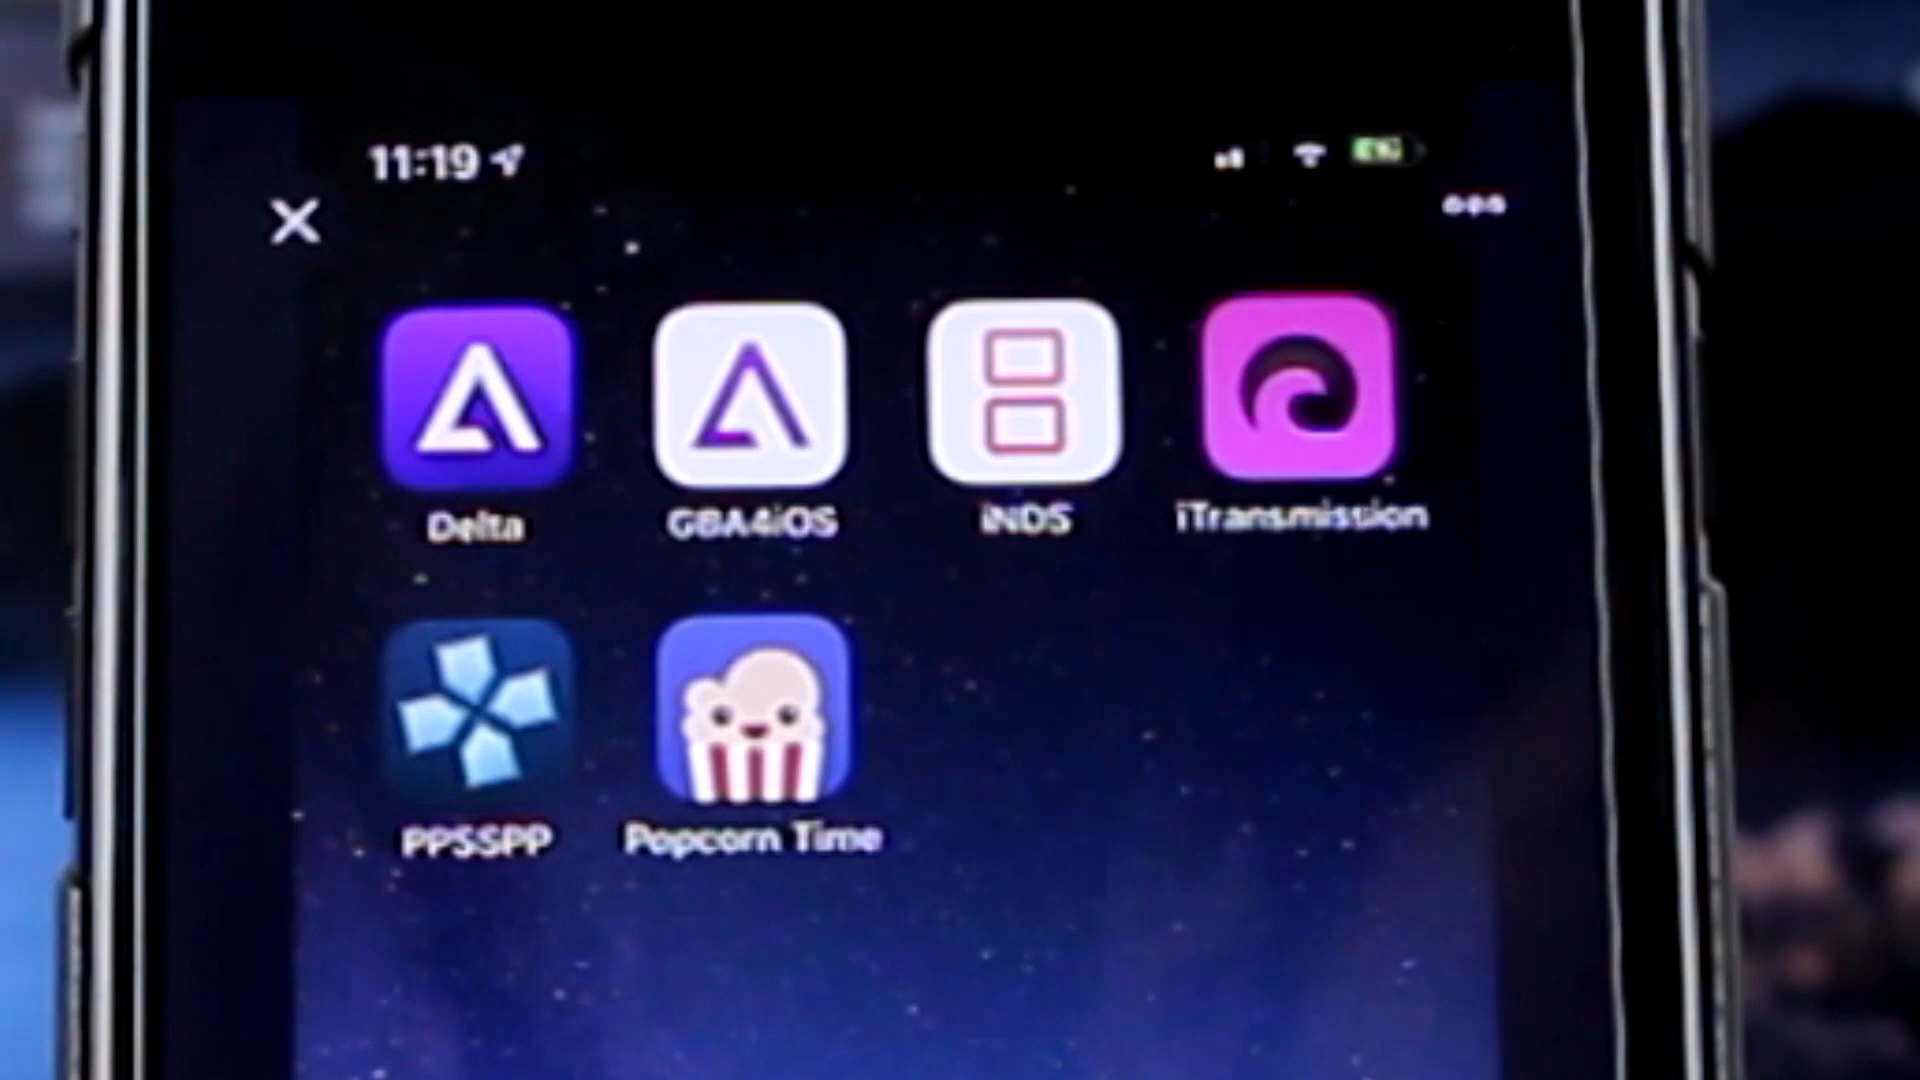 11:19
Delta
GBA4iOS
iNDS
iTransmission
PPSSPP
Popcorn Time